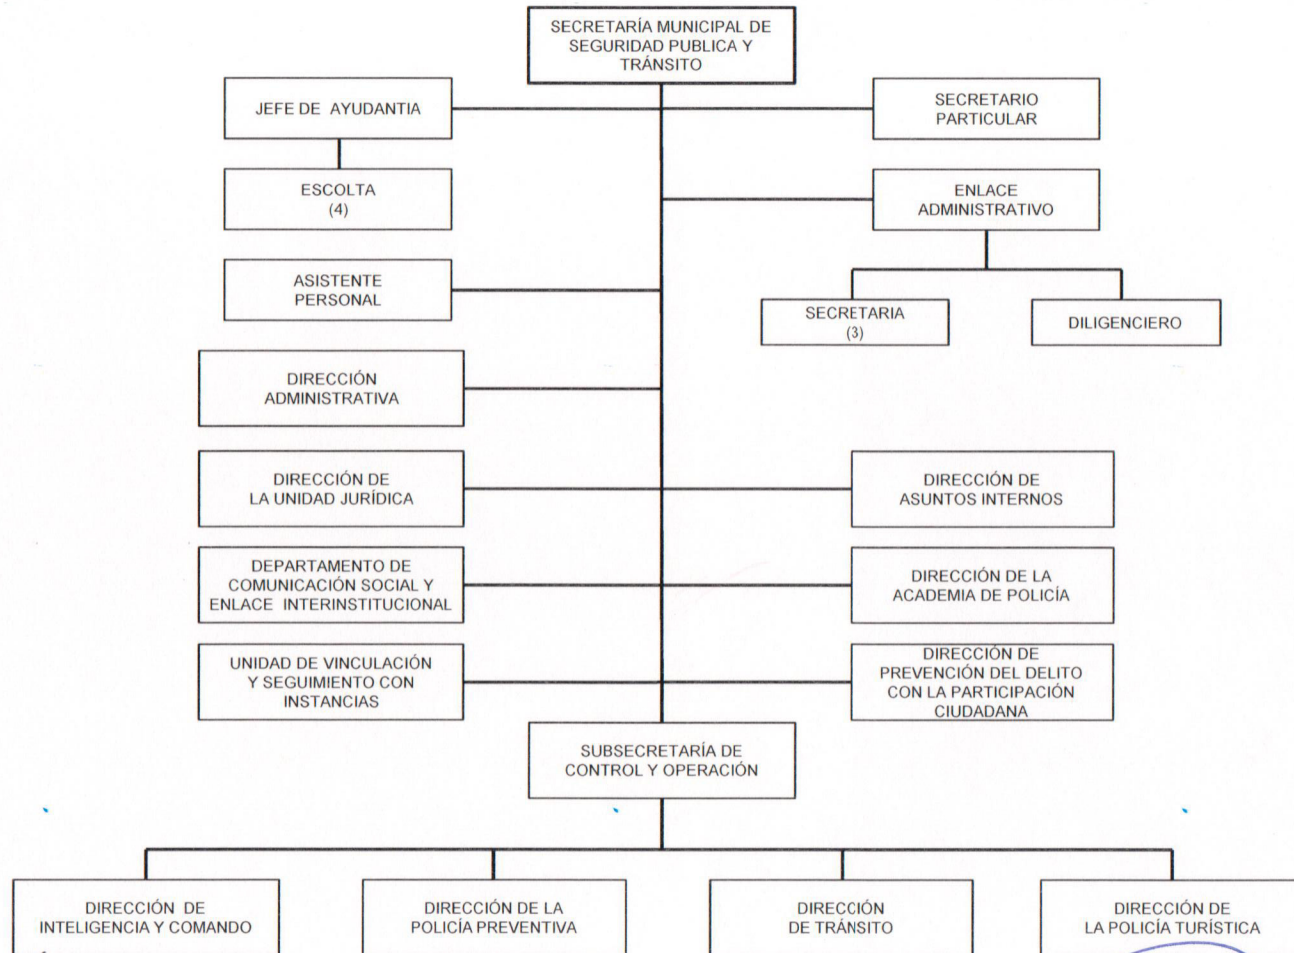 SECRETARÍA MUNICIPAL DE
SEGURIDAD PUBLICA Y
TRÁNSITO
JEFE DE AYUDANTIA
SECRETARIO
PARTICULAR
ESCOLTA
(4)
ENLACE
ADMINISTRATIVO
ASISTENTE
PERSONAL
SECRETARIA
(3)
DILIGENCIERO
DIRECCIÓN
ADMINISTRATIVA
DIRECCIÓN DE
LA UNIDAD JURÍDICA
DIRECCIÓN DE
ASUNTOS INTERNOS
DEPARTAMENTO DE
COMUNICACIÓN SOCIAL Y
ENLACE INTERINSTITUCIONAL
DIRECCIÓN DE LA
ACADEMIA DE POLICÍA
UNIDAD DE VINCULACIÓN
Y SEGUIMIENTO CON
INSTANCIAS
DIRECCIÓN DE
PREVENCIÓN DEL DELITO
CON LA PARTICIPACIÓN
CIUDADANA
SUBSECRETARÍA DE
CONTROL Y OPERACIÓN
DIRECCIÓN DE
INTELIGENCIA Y COMANDO
DIRECCIÓN DE LA
POLICÍA PREVENTIVA
DIRECCIÓN
DE TRÁNSITO
DIRECCIÓN DE
LA POLICÍA TURÍSTICA